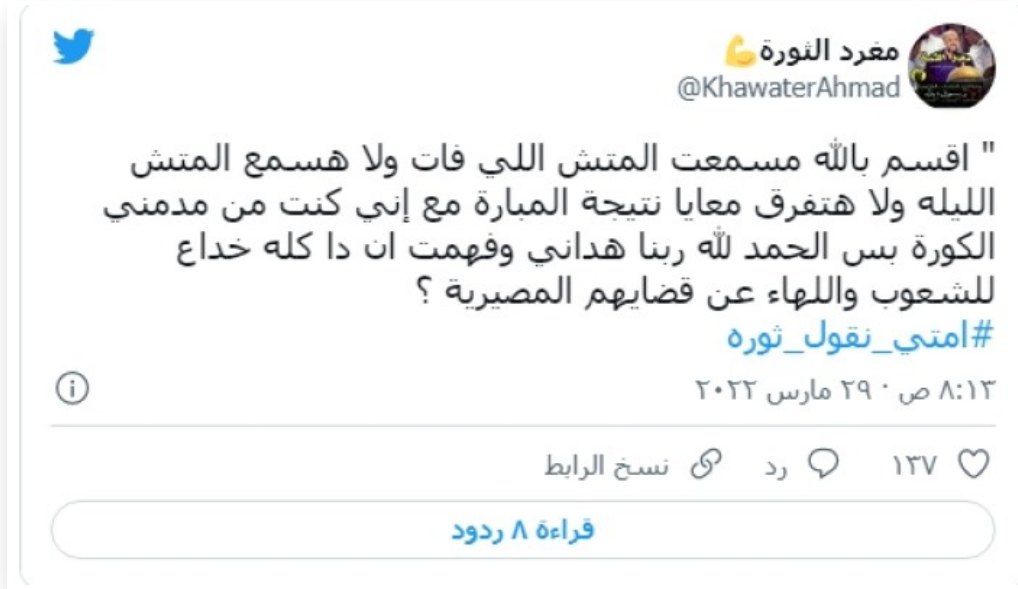 مغرد الثورة💪
@KhawaterAhmad
" اقسم بالله مسمعت المتش اللي فات ولا هسمع المتش
الليله ولا هتفرق معايا نتيجة المبارة مع إني كنت من مدمني
الكورة بس الحمد لله ربنا هداني وفهمت ان دا كله خداع
للشعوب واللهاء عن قضايهم المصيرية ؟
#امتي_نقول_ثوره
٨:١٣ ص · ٢٩ مارس ٢٠٢٢
١٣٧ رد نسخ الرابط
قراءة ٨ ردود